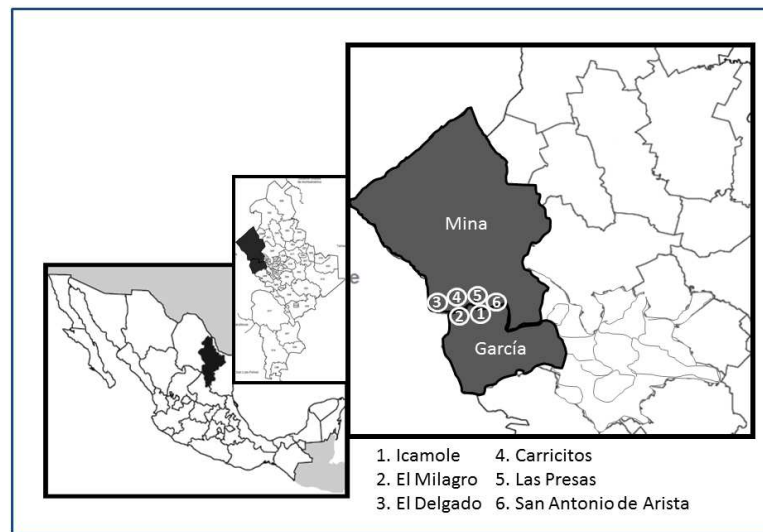 Mina
3 4 5 6
2 1
García
e
1. Icamole 4. Carricitos
2. El Milagro 5. Las Presas
3. El Delgado 6. San Antonio de Arista